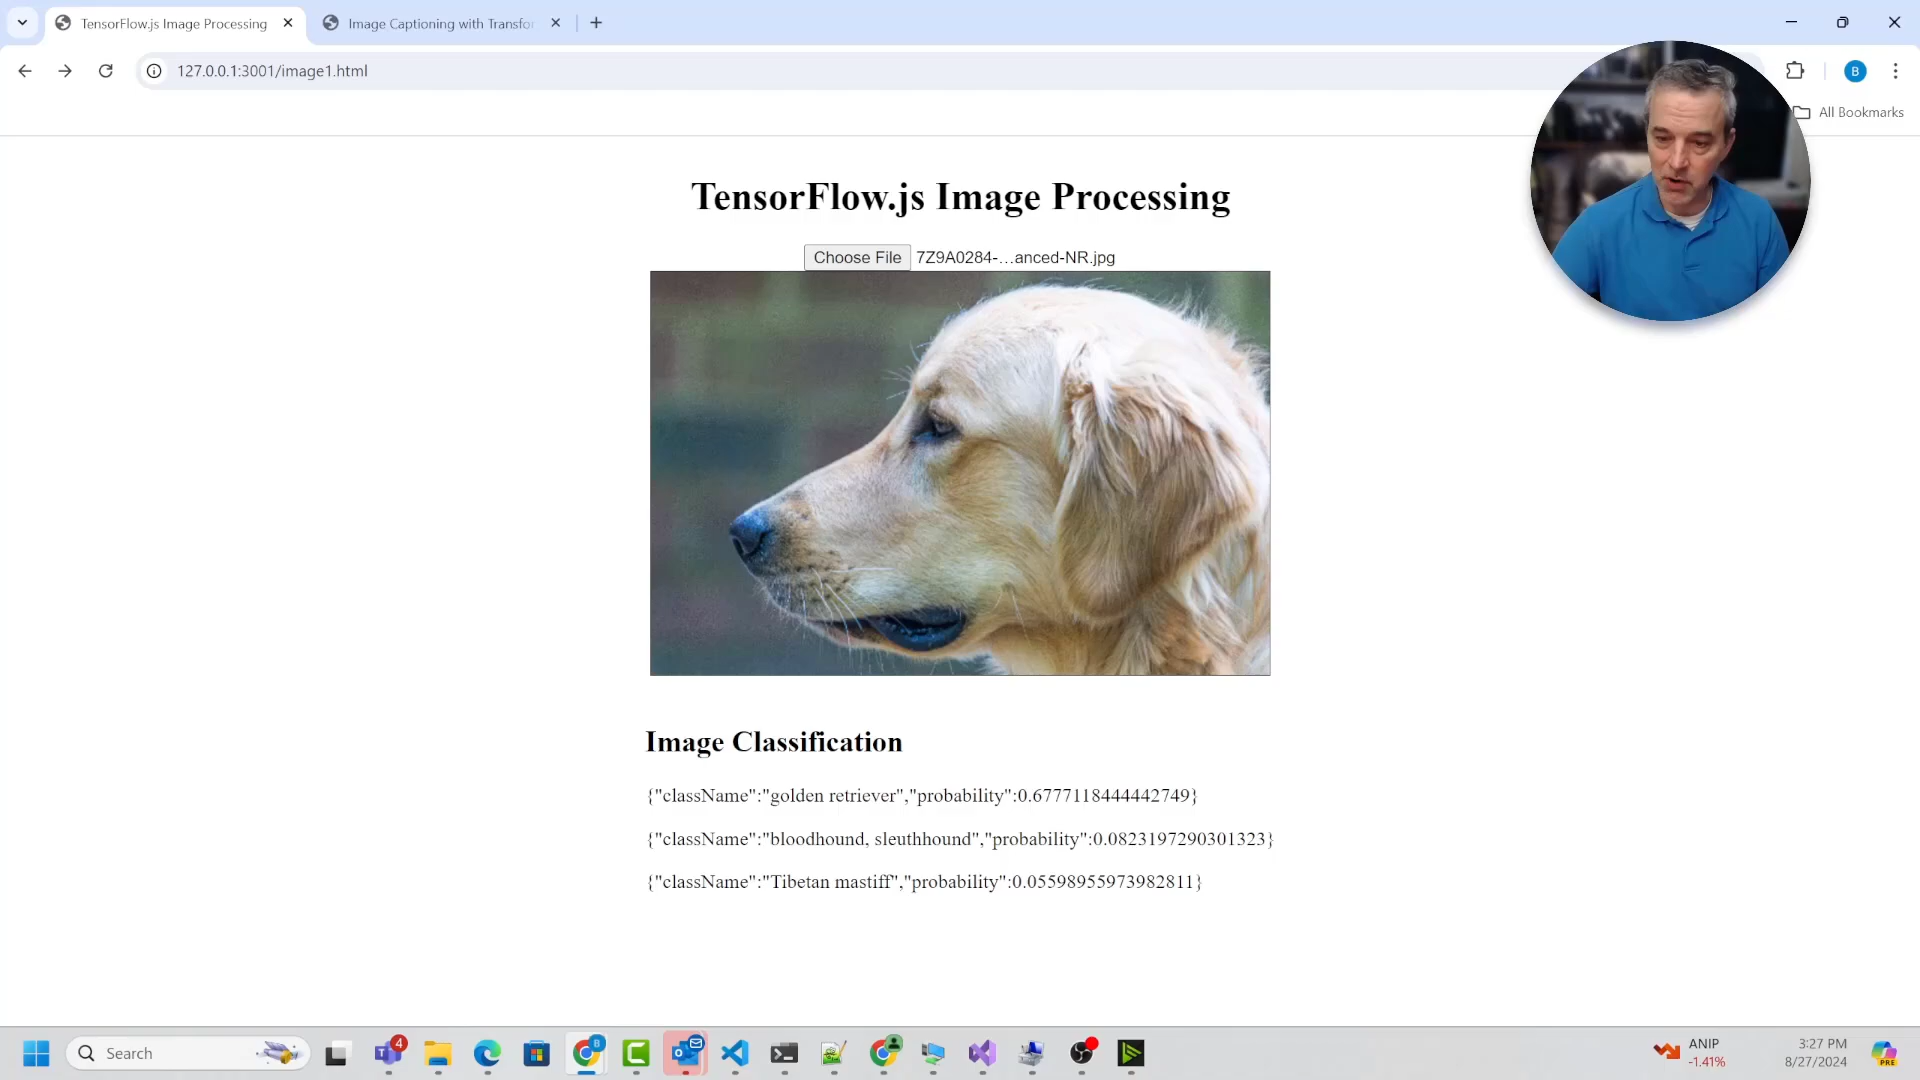 TensorFlow.js Image Processing
Image Captioning with Transfor
127.0.0.1:3001/image1.html
B
All Bookmarks
TensorFlow.js Image Processing
Choose File 7Z9A0284-...anced-NR.jpg
Image Classification
{"className":"golden retriever","probability":0.6777118444442749}
{"className":"bloodhound, sleuthhound","probability":0.0823197290301323}
{"className":"Tibetan mastiff","probability":0.05598955973982811}
Search
4
B
ANIP
-1.41%
3:27 PM
8/27/2024
PRE